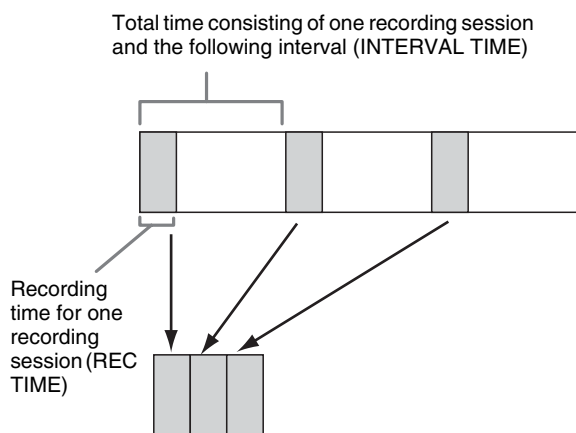 Total time consisting of one recording session
and the following interval (INTERVAL TIME)
Recording
time for one
recording
session (REC
TIME)